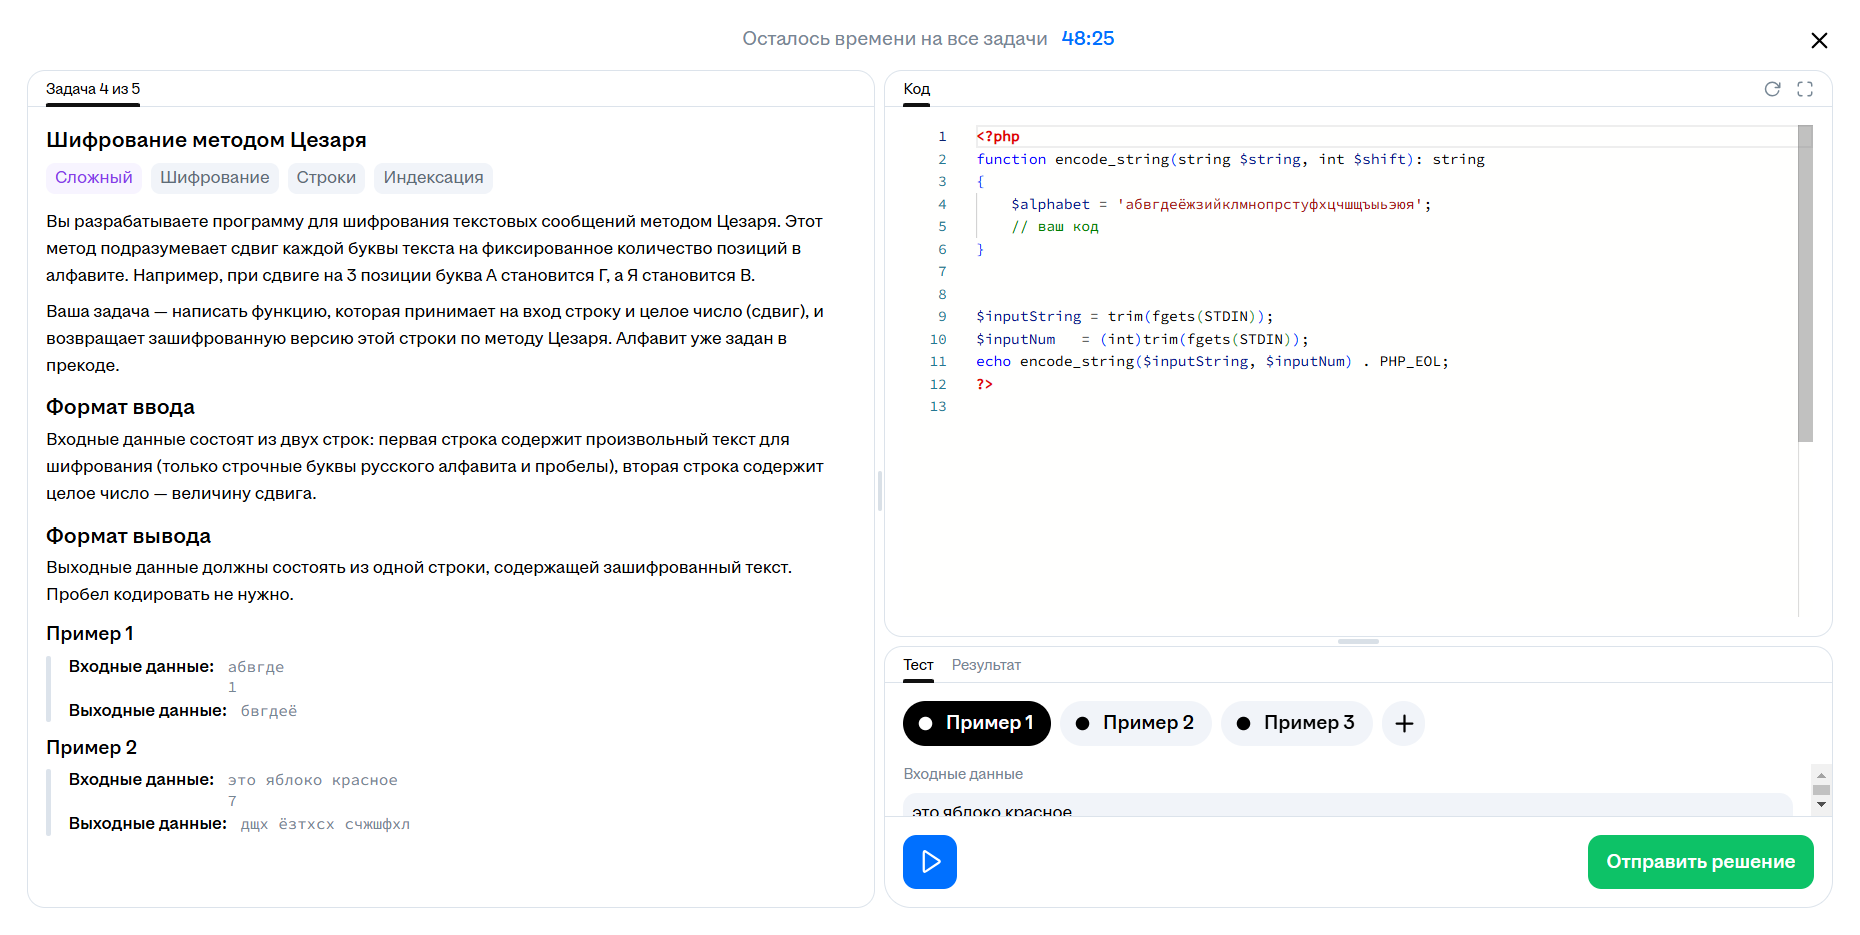 Осталось времени на все задачи 48:25
Задача 4 из 5
Шифрование методом Цезаря
Сложный Шифрование Строки Индексация
Вы разрабатываете программу для шифрования текстовых сообщений методом Цезаря. Этот
метод подразумевает сдвиг каждой буквы текста на фиксированное количество позиций в
алфавите. Например, при сдвиге на 3 позиции буква А становится Г, а Я становится В.
Ваша задача — написать функцию, которая принимает на вход строку и целое число (сдвиг), и
возвращает зашифрованную версию этой строки по методу Цезаря. Алфавит уже задан в
прекоде.
Формат ввода
Входные данные состоят из двух строк: первая строка содержит произвольный текст для
шифрования (только строчные буквы русского алфавита и пробелы), вторая строка содержит
целое число — величину сдвига.
Формат вывода
Выходные данные должны состоять из одной строки, содержащей зашифрованный текст.
Пробел кодировать не нужно.
Пример 1
Входные данные: абвгде
1
Выходные данные: бвгдеё
Пример 2
Входные данные: это яблоко красное
7
Выходные данные: дщх ёзтхсх счжшфхл
Код
1 <?php
2 function encode_string(string $string, int $shift): string
3 {
4 $alphabet = 'абвгдеёжзийклмнопрстуфхцчшщъыьэюя';
5 // ваш код
6 }
7
8
9 $inputString = trim(fgets(STDIN));
10 $inputNum   = (int)trim(fgets(STDIN));
11 echo encode_string($inputString, $inputNum) . PHP_EOL;
12 ?>
13
Тест Результат
Пример 1 Пример 2 Пример 3 +
Входные данные
это яблоко красное
Отправить решение